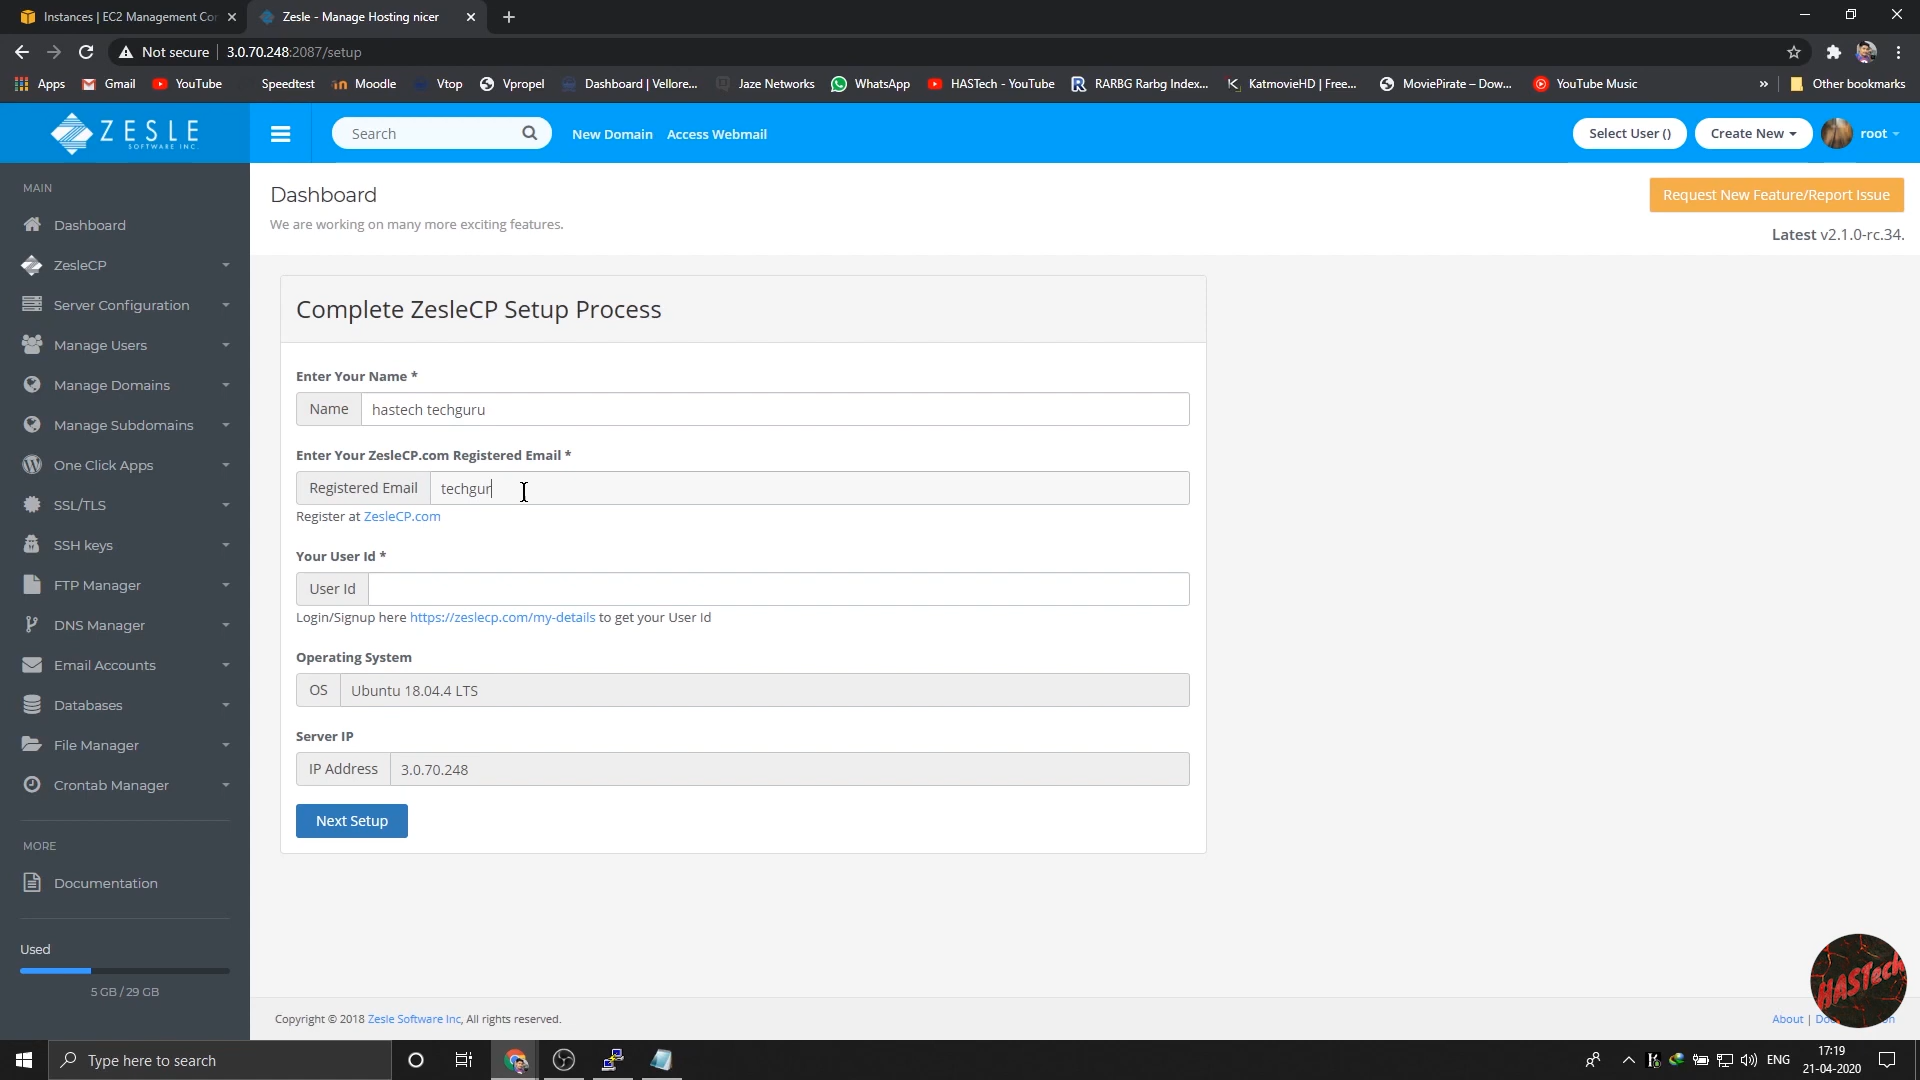 Instances | EC2 Management Cor
Zesle - Manage Hosting nicer
Not secure
3.0.70.248:2087/setup
Apps
Gmail
YouTube
Speedtest
Moodle
Vtop
Vpropel
Dashboard | Vellore...
Jaze Networks
WhatsApp
HASTech - YouTube
RARBG Rarbg Index...
KatmovieHD | Free...
MoviePirate – Dow...
YouTube Music
»
Other bookmarks
ZESLE
SOFTWARE INC.
Search
New Domain
Access Webmail
Select User ()
Create New
root
MAIN
Dashboard
ZesleCP
Server Configuration
Manage Users
Manage Domains
Manage Subdomains
One Click Apps
SSL/TLS
SSH keys
FTP Manager
DNS Manager
Email Accounts
Databases
File Manager
Crontab Manager
MORE
Documentation
Used
5 GB / 29 GB
Dashboard
We are working on many more exciting features.
Request New Feature/Report Issue
Latest v2.1.0-rc.34.
Complete ZesleCP Setup Process
Enter Your Name *
Name hastech techguru
Enter Your ZesleCP.com Registered Email *
Registered Email techgur
Register at ZesleCP.com
Your User Id *
User Id
Login/Signup here https://zeslecp.com/my-details to get your User Id
Operating System
OS Ubuntu 18.04.4 LTS
Server IP
IP Address 3.0.70.248
Next Setup
HASTech
Copyright © 2018 Zesle Software Inc, All rights reserved.
About |
Type here to search
ENG
17:19
21-04-2020